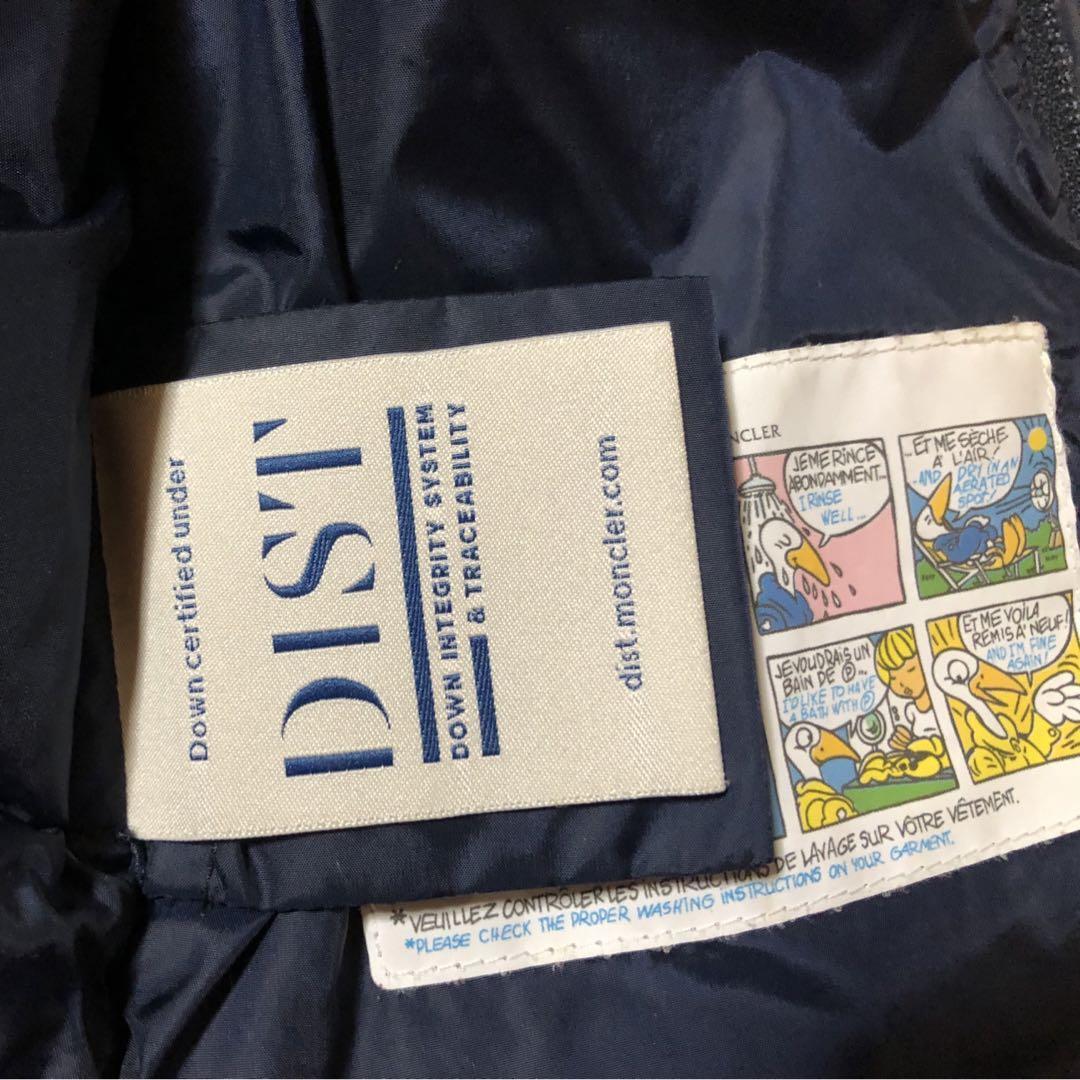 Down certified under
DIST
DOWN INTEGRITY SYSTEM
& TRACEABILITY
dist.moncler.com
NCLER
JE ME RINCE
ABONDAMMENT...
I RINSE
WELL...
..ET ME SÈCHE
A L'AIR!
..AND DRY IN AN
AERATED
SPOT!
JE VOUDRAIS UN
BAIN DE Ⓟ...
I'D LIKE TO HAVE
A BATH WITH Ⓟ
ET ME VOILA
REMIS A' NEUF!
AND I'M FINE
AGAIN!
*VEUILLEZ CONTRÔLER LES INSTRUCTIONS DE LAVAGE SUR VÔTRE VÊTEMENT.
*PLEASE CHECK THE PROPER WASHING INSTRUCTIONS ON YOUR GARMENT.